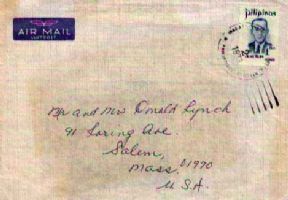 AIR MAIL
Pilipinas
Mr and Mrs Donald Lynch
91 Loring Ave.
Salem,
Mass. 01970
U.S.A.